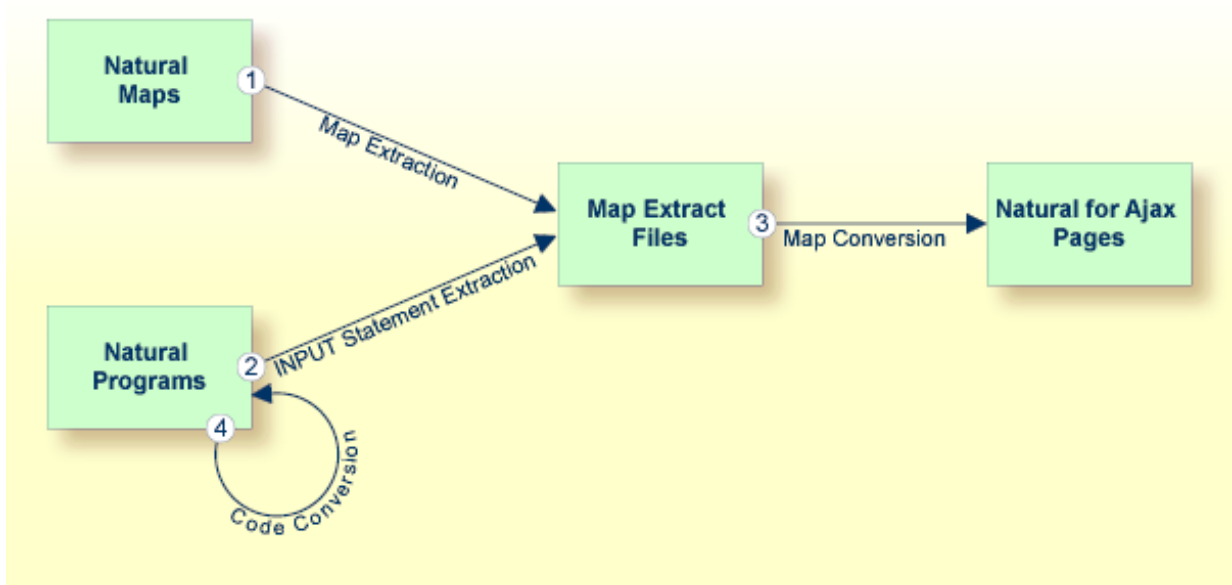 Natural
Maps
1
Map Extraction
Map Extract
Files
3
Map Conversion
Natural for Ajax
Pages
Natural
Programs
2
INPUT Statement Extraction
4
Code Conversion